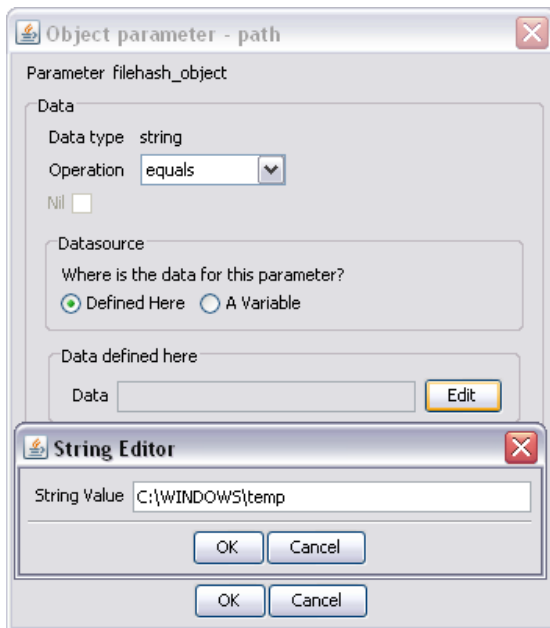 Object parameter - path
Parameter filehash_object
Data
Data type string
Operation equals
Nil
Datasource
Where is the data for this parameter?
Defined Here A Variable
Data defined here
Data Edit
String Editor
String Value C:\WINDOWS\temp
OK Cancel
OK Cancel